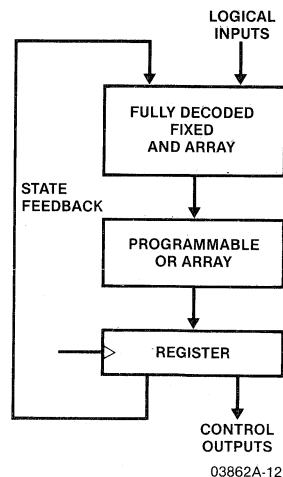 LOGICAL
INPUTS
FULLY DECODED
FIXED
AND ARRAY
STATE
FEEDBACK
PROGRAMMABLE
OR ARRAY
REGISTER
CONTROL
OUTPUTS
03862A-12